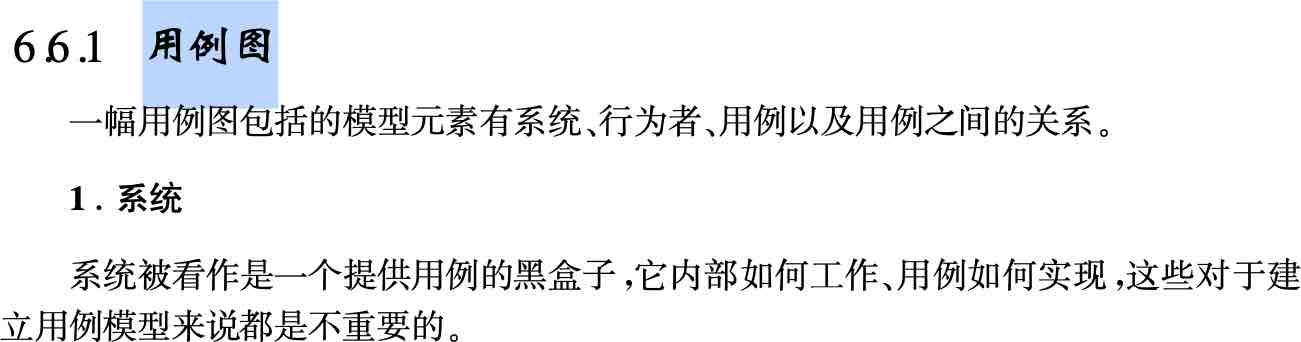 6.6.1 用例图
一幅用例图包括的模型元素有系统、行为者、用例以及用例之间的关系。
1. 系统
系统被看作是一个提供用例的黑盒子,它内部如何工作、用例如何实现,这些对于建
立用例模型来说都是不重要的。